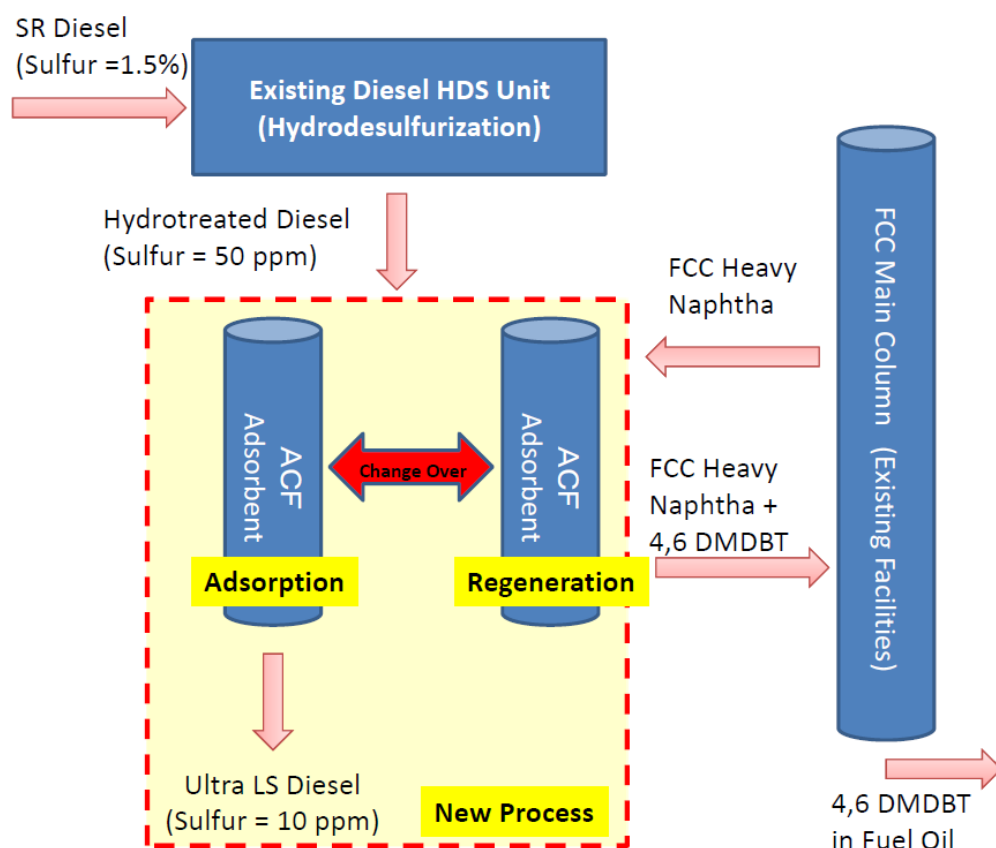 SR Diesel
(Sulfur =1.5%)
Existing Diesel HDS Unit
(Hydrodesulfurization)
Hydrotreated Diesel
(Sulfur = 50 ppm)
FCC Heavy
Naphtha
FCC Main Column (Existing Facilities)
ACF
Adsorbent
Change Over
ACF
Adsorbent
FCC Heavy
Naphtha +
4,6 DMDBT
Adsorption
Regeneration
Ultra LS Diesel
(Sulfur = 10 ppm)
New Process
4,6 DMDBT
in Fuel Oil